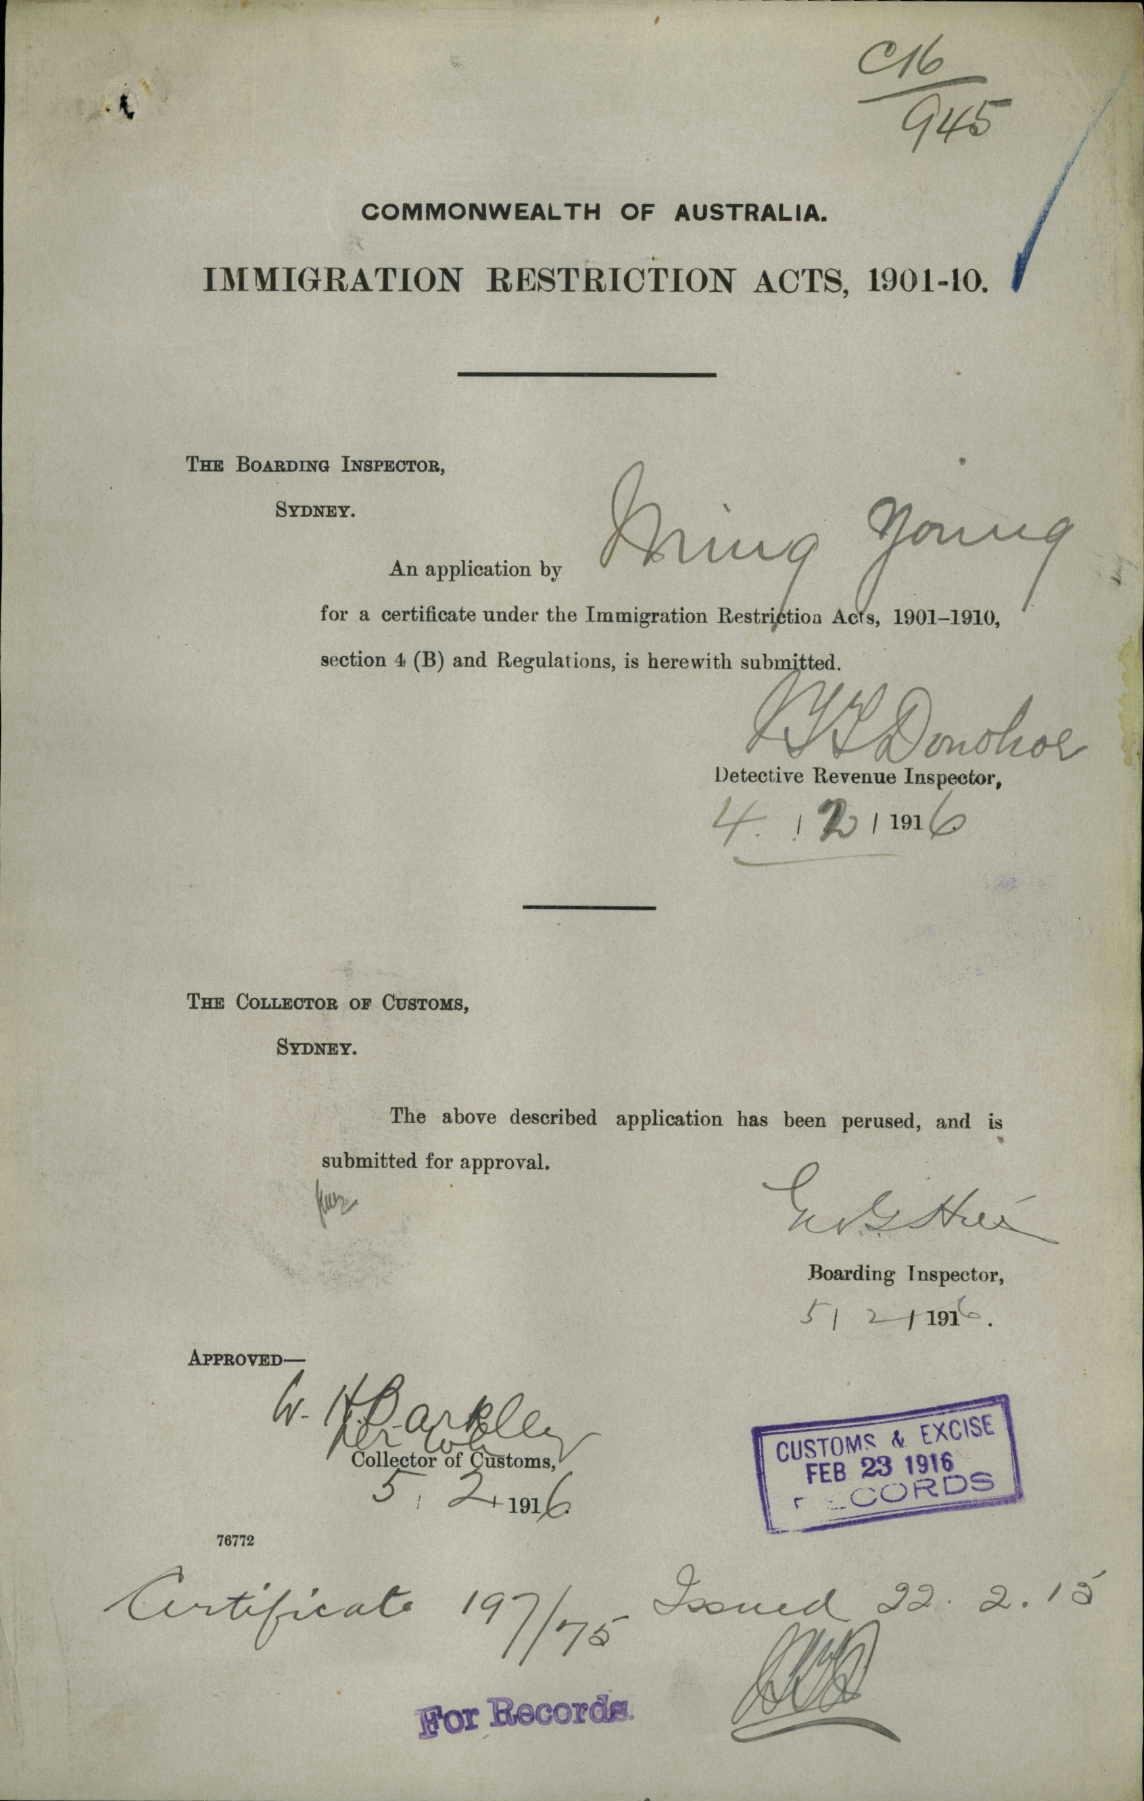 C16
945
COMMONWEALTH OF AUSTRALIA.
IMMIGRATION RESTRICTION ACTS, 1901-10.
THE BOARDING INSPECTOR,
SYDNEY.
An application by Ming Young
for a certificate under the Immigration Restriction Acts, 1901–1910,
section 4 (B) and Regulations, is herewith submitted.
Donohoe
Detective Revenue Inspector,
4. / 2 / 1916
THE COLLECTOR OF CUSTOMS,
SYDNEY.
The above described application has been perused, and is
submitted for approval.
Boarding Inspector,
5 / 2 / 1916.
APPROVED—
W. H. Barkley
Collector of Customs,
5. 2 1916
CUSTOMS & EXCISE
FEB 23 1916
RECORDS
76772
Certificate 197/75 Issued 22. 2. 15
For Records.